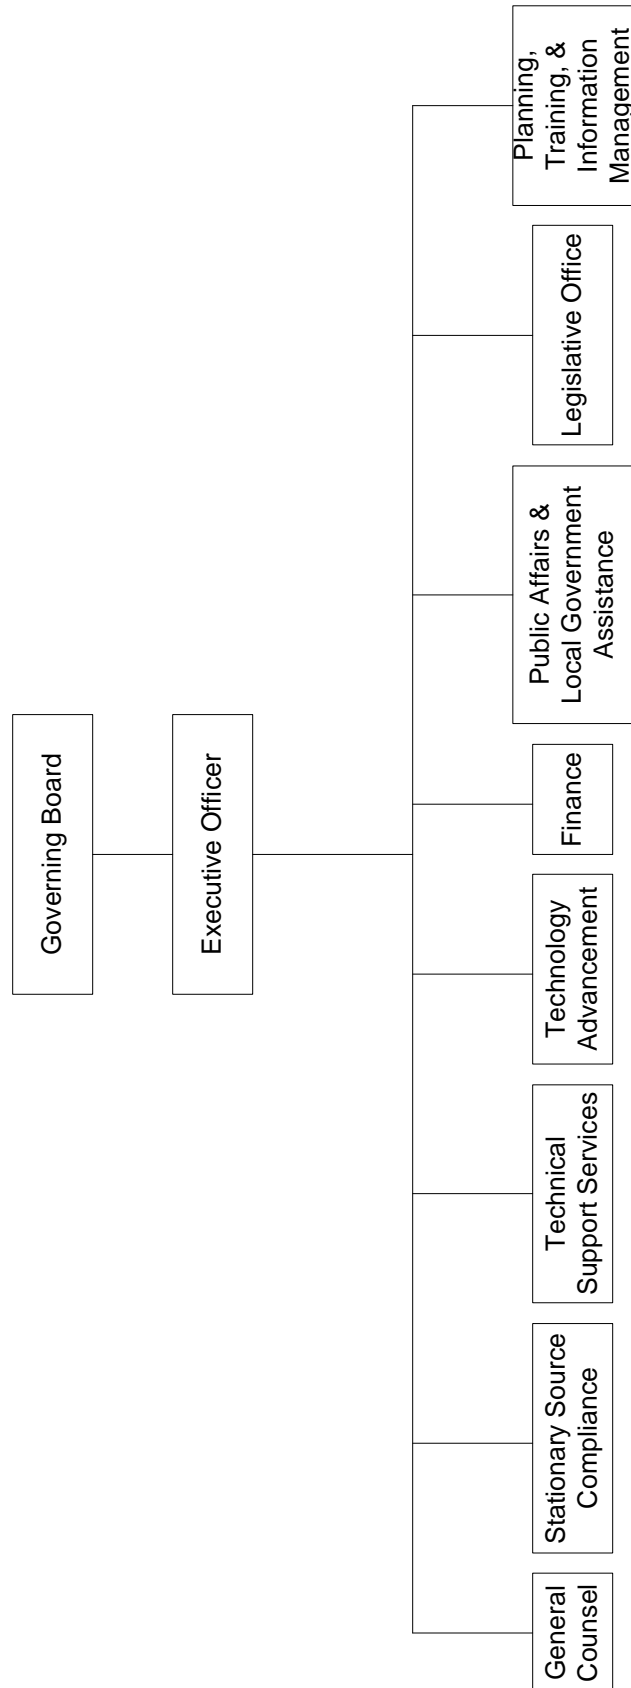 Governing Board
Executive Officer
General
Counsel
Stationary Source
Compliance
Technical
Support Services
Technology
Advancement
Finance
Public Affairs &
Local Government
Assistance
Legislative Office
Planning,
Training, &
Information
Management